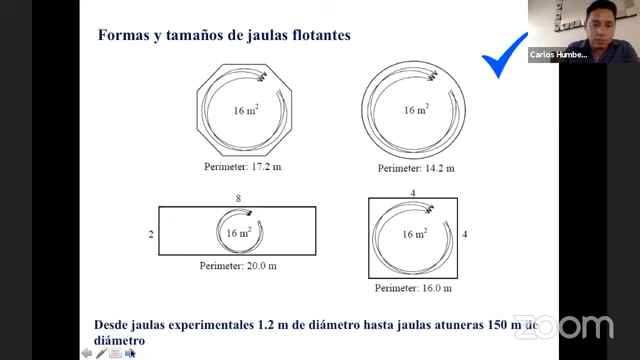 Formas y tamaños de jaulas flotantes
Carlos Humbe...
16 m²
Perimeter: 17.2 m
16 m²
Perimeter: 14.2 m
8
2
16 m²
Perimeter: 20.0 m
4
16 m²
4
Perimeter: 16.0 m
Desde jaulas experimentales 1.2 m de diámetro hasta jaulas atuneras 150 m de
diámetro
zoom